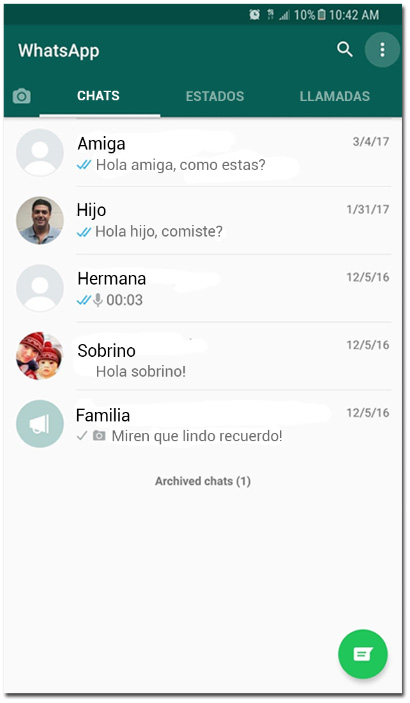 10% 10:42 AM
WhatsApp
CHATS ESTADOS LLAMADAS
Amiga 3/4/17
Hola amiga, como estas?
Hijo 1/31/17
Hola hijo, comiste?
Hermana 12/5/16
00:03
Sobrino 12/5/16
Hola sobrino!
Familia 12/5/16
Miren que lindo recuerdo!
Archived chats (1)